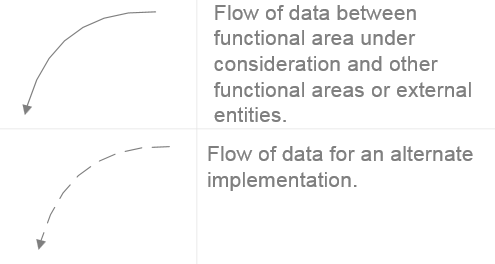 Flow of data between
functional area under
consideration and other
functional areas or external
entities.
Flow of data for an alternate
implementation.